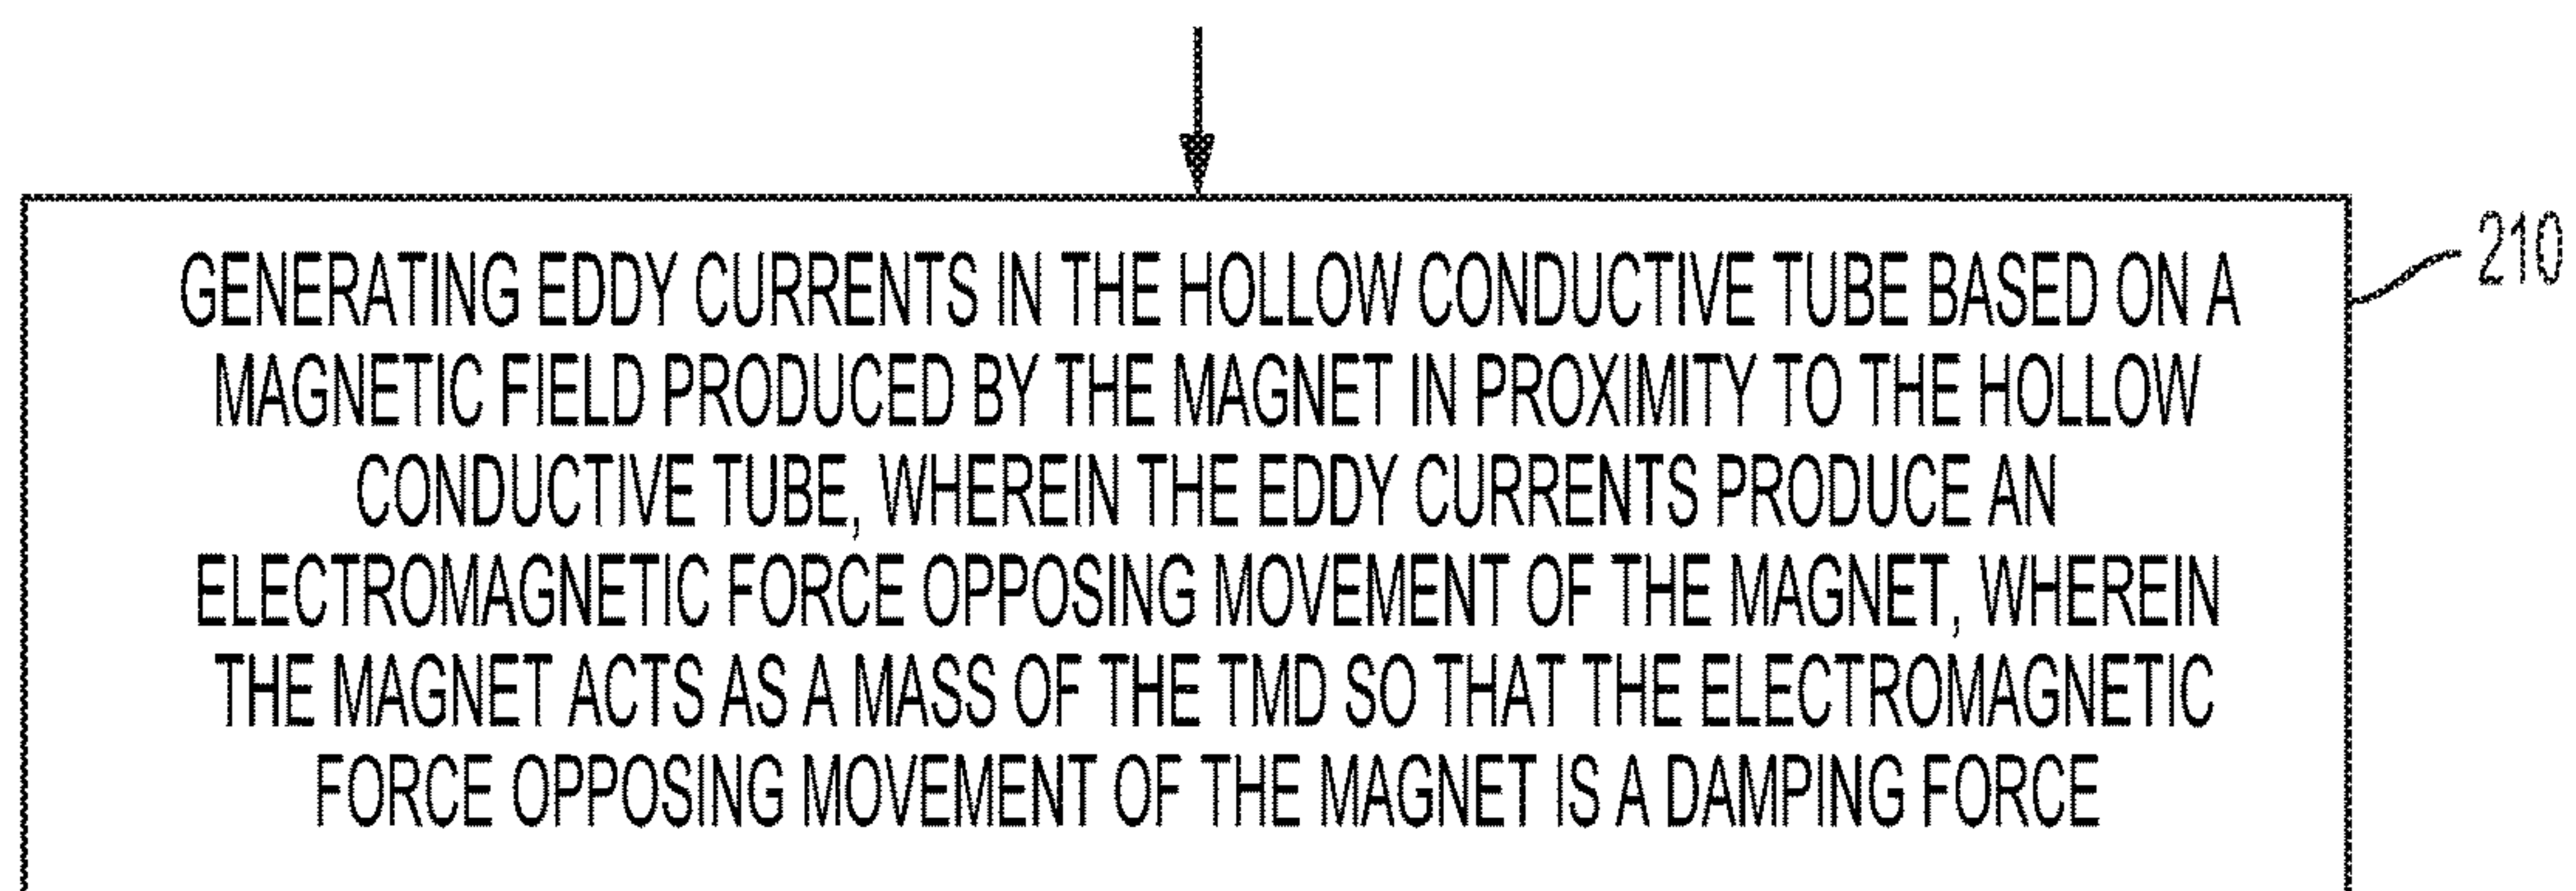 GENERATING EDDY CURRENTS IN THE HOLLOW CONDUCTIVE TUBE BASED ON A
MAGNETIC FIELD PRODUCED BY THE MAGNET IN PROXIMITY TO THE HOLLOW
CONDUCTIVE TUBE, WHEREIN THE EDDY CURRENTS PRODUCE AN
ELECTROMAGNETIC FORCE OPPOSING MOVEMENT OF THE MAGNET, WHEREIN
THE MAGNET ACTS AS A MASS OF THE TMD SO THAT THE ELECTROMAGNETIC
FORCE OPPOSING MOVEMENT OF THE MAGNET IS A DAMPING FORCE
210